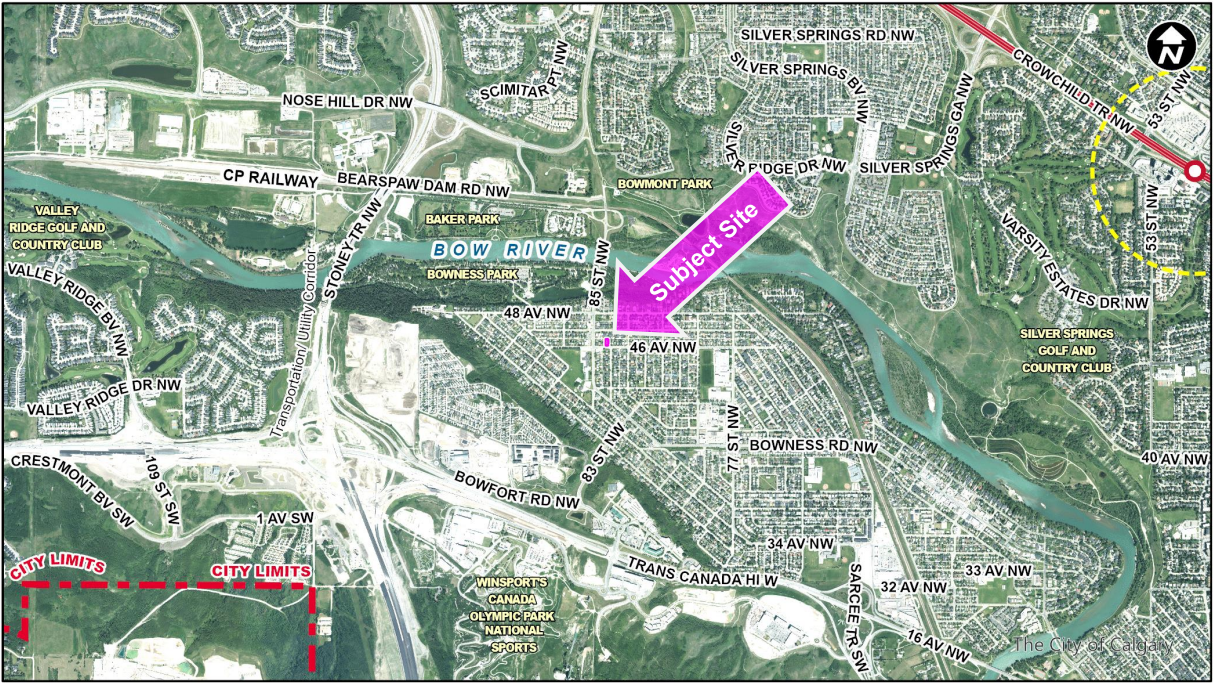 SILVER SPRINGS RD NW
N
SILVER SPRINGS BV NW
CROWCHILD TR NW
53 ST NW
SCIMITAR PT NW
NOSE HILL DR NW
SILVER SPRINGS GA NW
SILVER RIDGE DR NW
CP RAILWAY
BEARSPAW DAM RD NW
BOWMONT PARK
VALLEY
RIDGE GOLF AND
COUNTRY CLUB
BAKER PARK
STONEY TR NW
BOW RIVER
BOWNESS PARK
85 ST NW
Subject Site
53 ST NW
VARSITY ESTATES DR NW
VALLEY RIDGE BV NW
Transportation/ Utility Corridor
48 AV NW
46 AV NW
SILVER SPRINGS
GOLF AND
COUNTRY CLUB
VALLEY RIDGE DR NW
77 ST NW
83 ST NW
BOWNESS RD NW
40 AV NW
CRESTMONT BV SW
109 ST SW
BOWFORT RD NW
1 AV SW
34 AV NW
CITY LIMITS
CITY LIMITS
TRANS CANADA HI W
33 AV NW
32 AV NW
SARCEE TR SW
WINSPORT'S
CANADA
OLYMPIC PARK
NATIONAL
SPORTS
16 AV NW
The City of Calgary